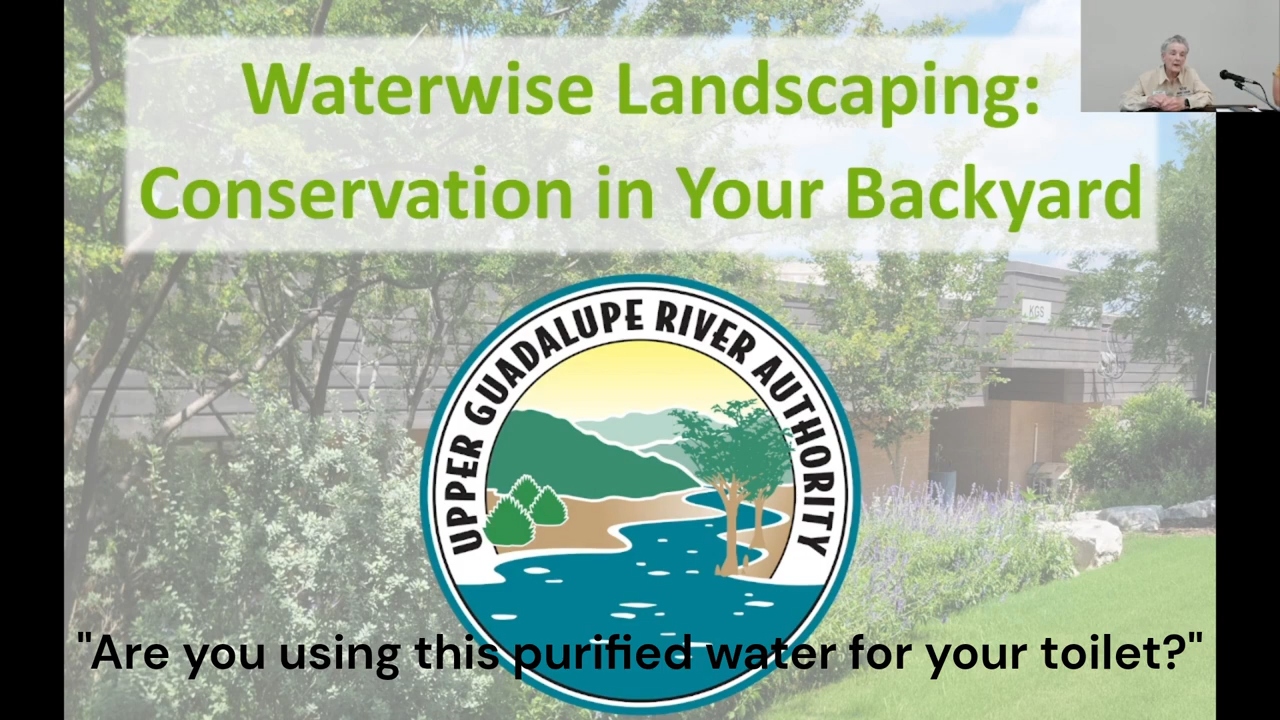 Waterwise Landscaping:
Conservation in Your Backyard
KGS
UPPER GUADALUPE RIVER AUTHORITY
"Are you using this purified water for your toilet?"